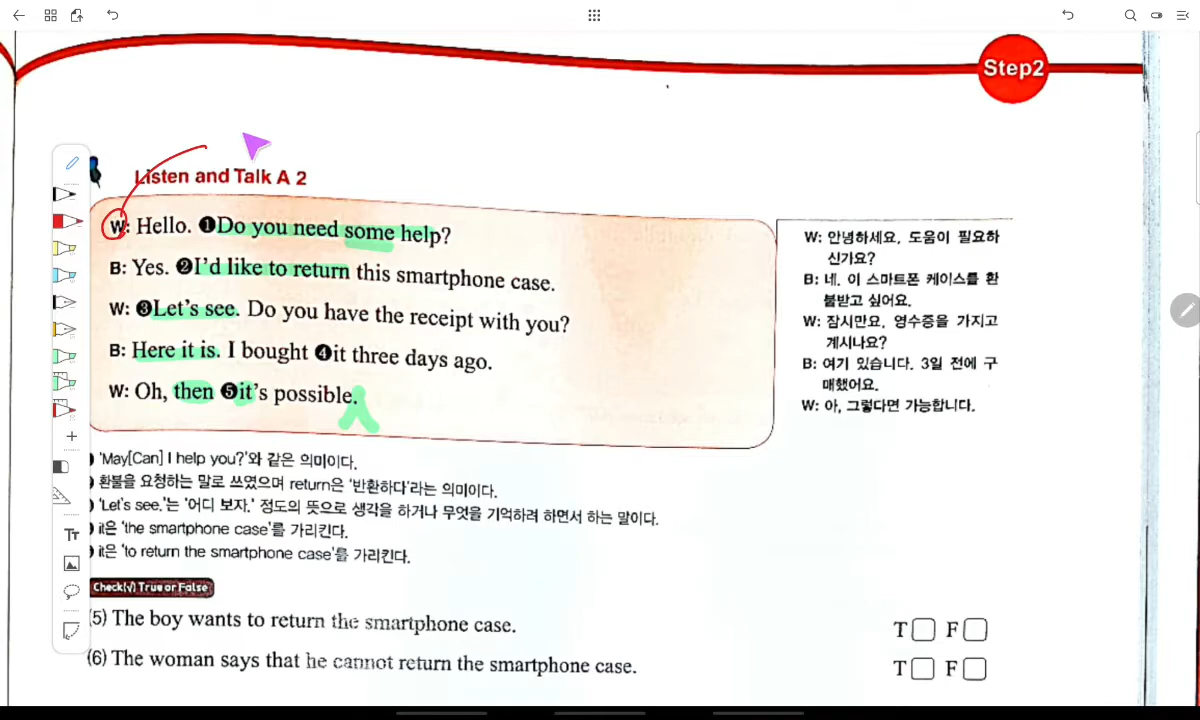 Step2
Listen and Talk A 2
W: Hello. ❶Do you need some help?
B: Yes. ❷I'd like to return this smartphone case.
W: ❸Let's see. Do you have the receipt with you?
B: Here it is. I bought ❹it three days ago.
W: Oh, then ❺it's possible.
W: 안녕하세요, 도움이 필요하
신가요?
B: 네. 이 스마트폰 케이스를 환
불받고 싶어요.
W: 잠시만요, 영수증을 가지고
계시나요?
B: 여기 있습니다. 3일 전에 구
매했어요.
W: 아, 그렇다면 가능합니다.
'May[Can] I help you?'와 같은 의미이다.
환불을 요청하는 말로 쓰였으며 return은 '반환하다'라는 의미이다.
'Let's see.'는 '어디 보자.' 정도의 뜻으로 생각을 하거나 무엇을 기억하려 하면서 하는 말이다.
it은 'the smartphone case'를 가리킨다.
it은 'to return the smartphone case'를 가리킨다.
Check(√) True or False
(5) The boy wants to return the smartphone case. T F
(6) The woman says that he cannot return the smartphone case. T F
Tт